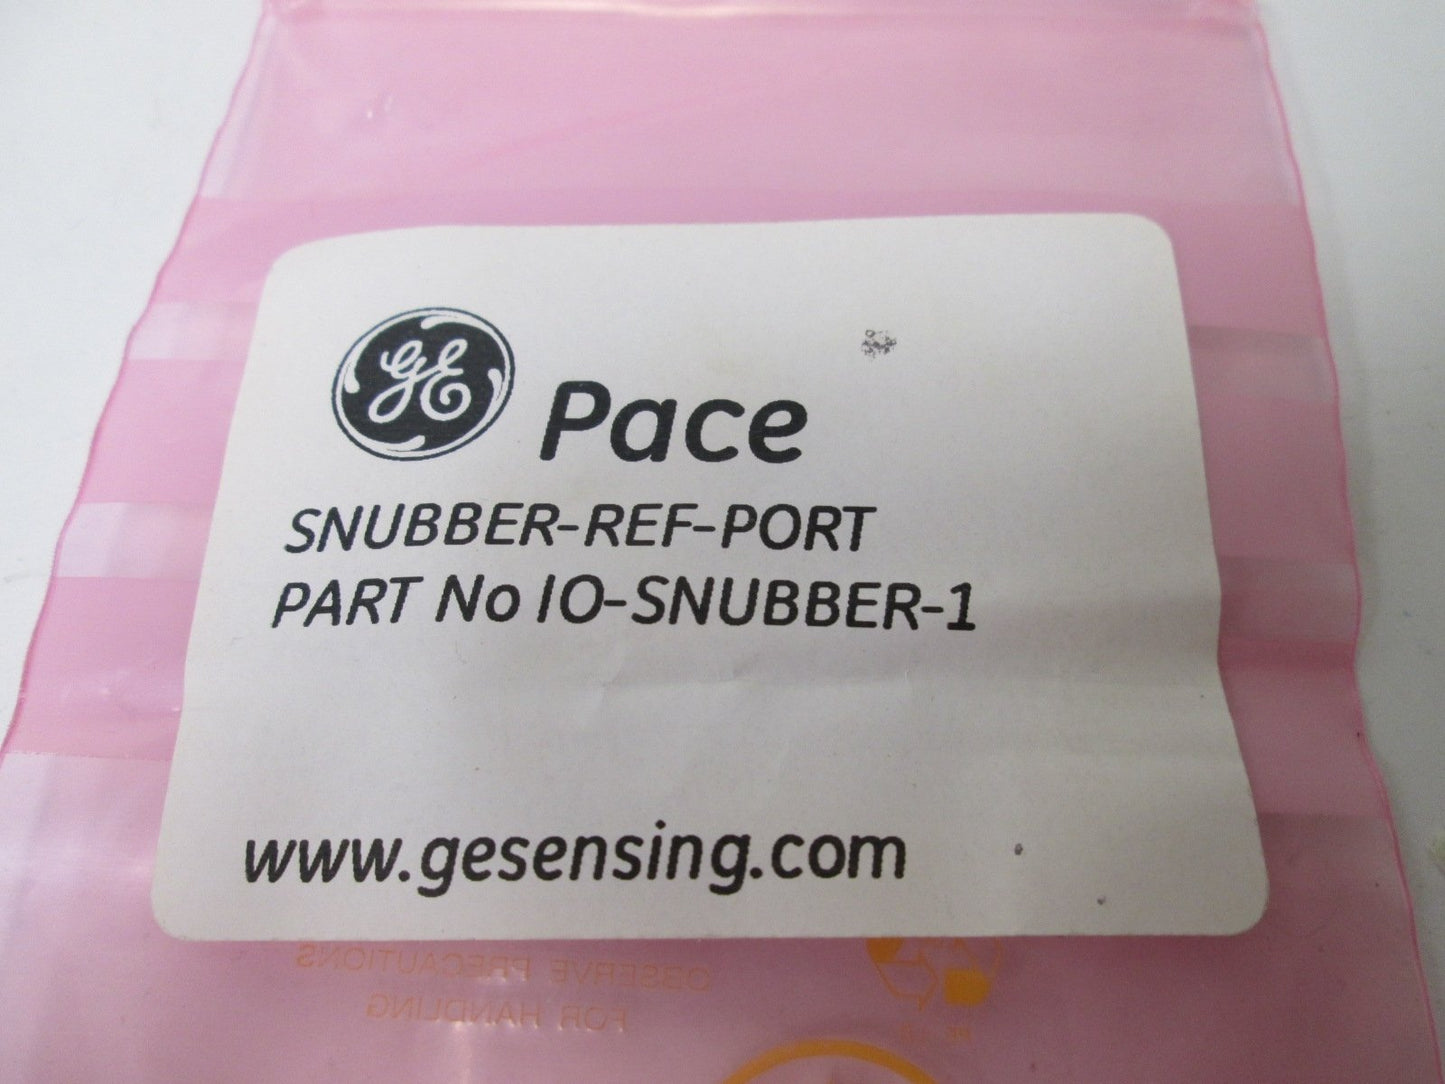 GE Pace
SNUBBER-REF-PORT
PART No IO-SNUBBER-1
www.gesensing.com
OBSERVE PRECAUTIONS
FOR HANDLING